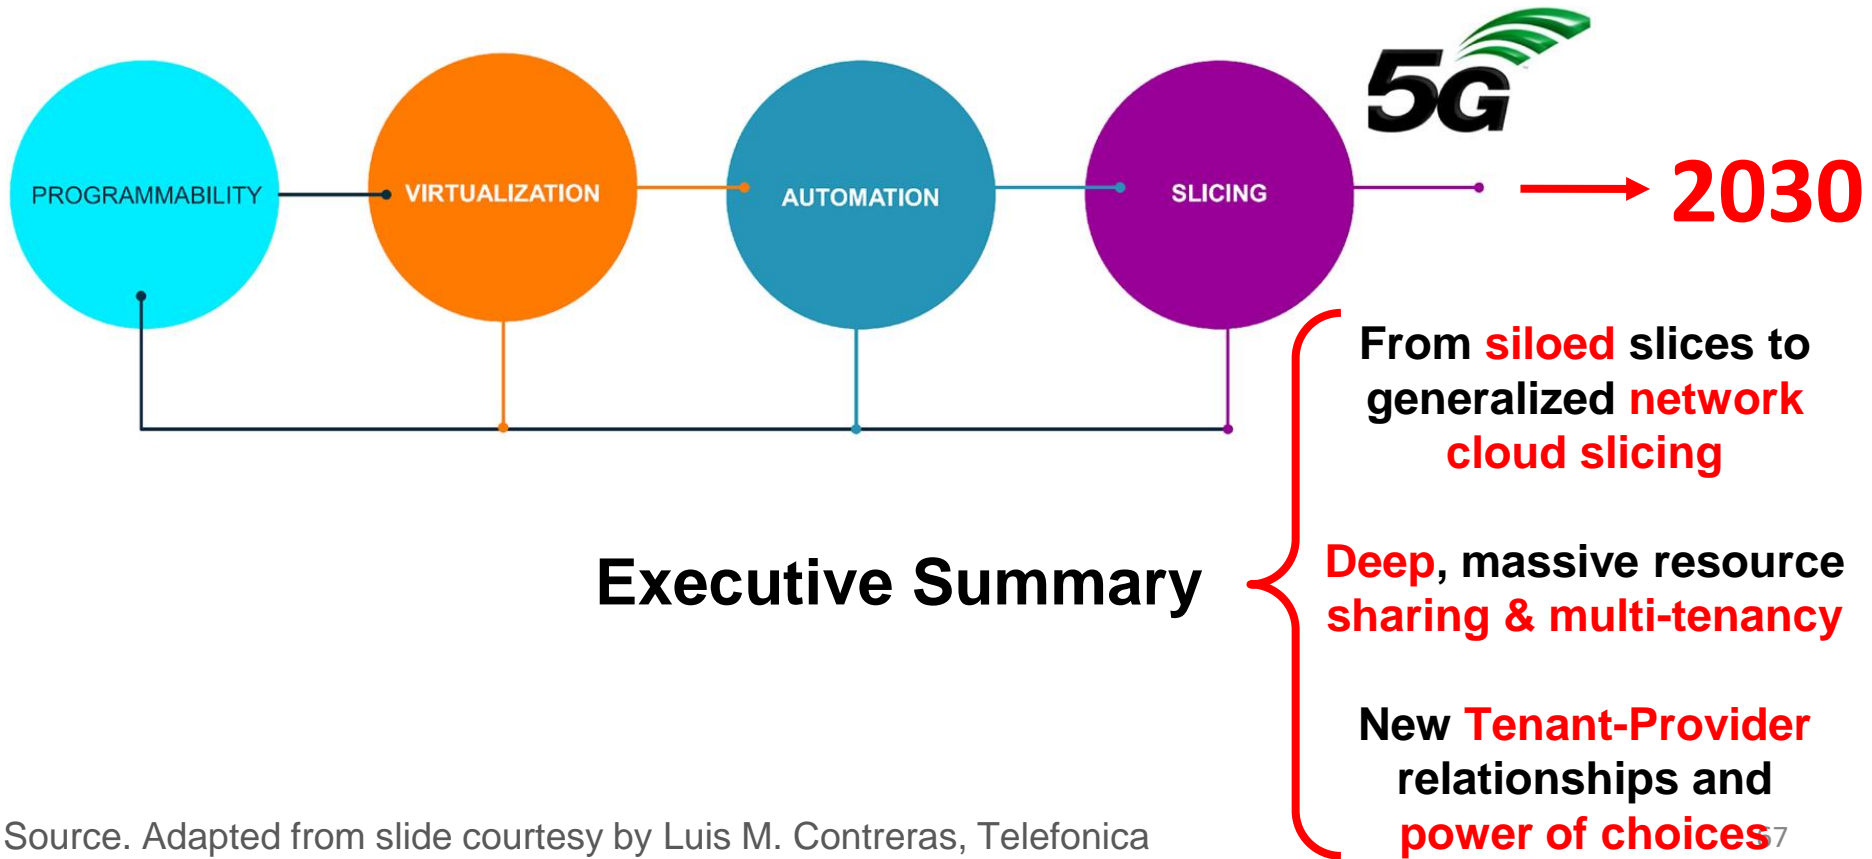 5G
PROGRAMMABILITY
VIRTUALIZATION
AUTOMATION
SLICING
2030
From siloed slices to
generalized network
cloud slicing
Executive Summary
Deep, massive resource
sharing & multi-tenancy
New Tenant-Provider
relationships and
power of choices
Source. Adapted from slide courtesy by Luis M. Contreras, Telefonica